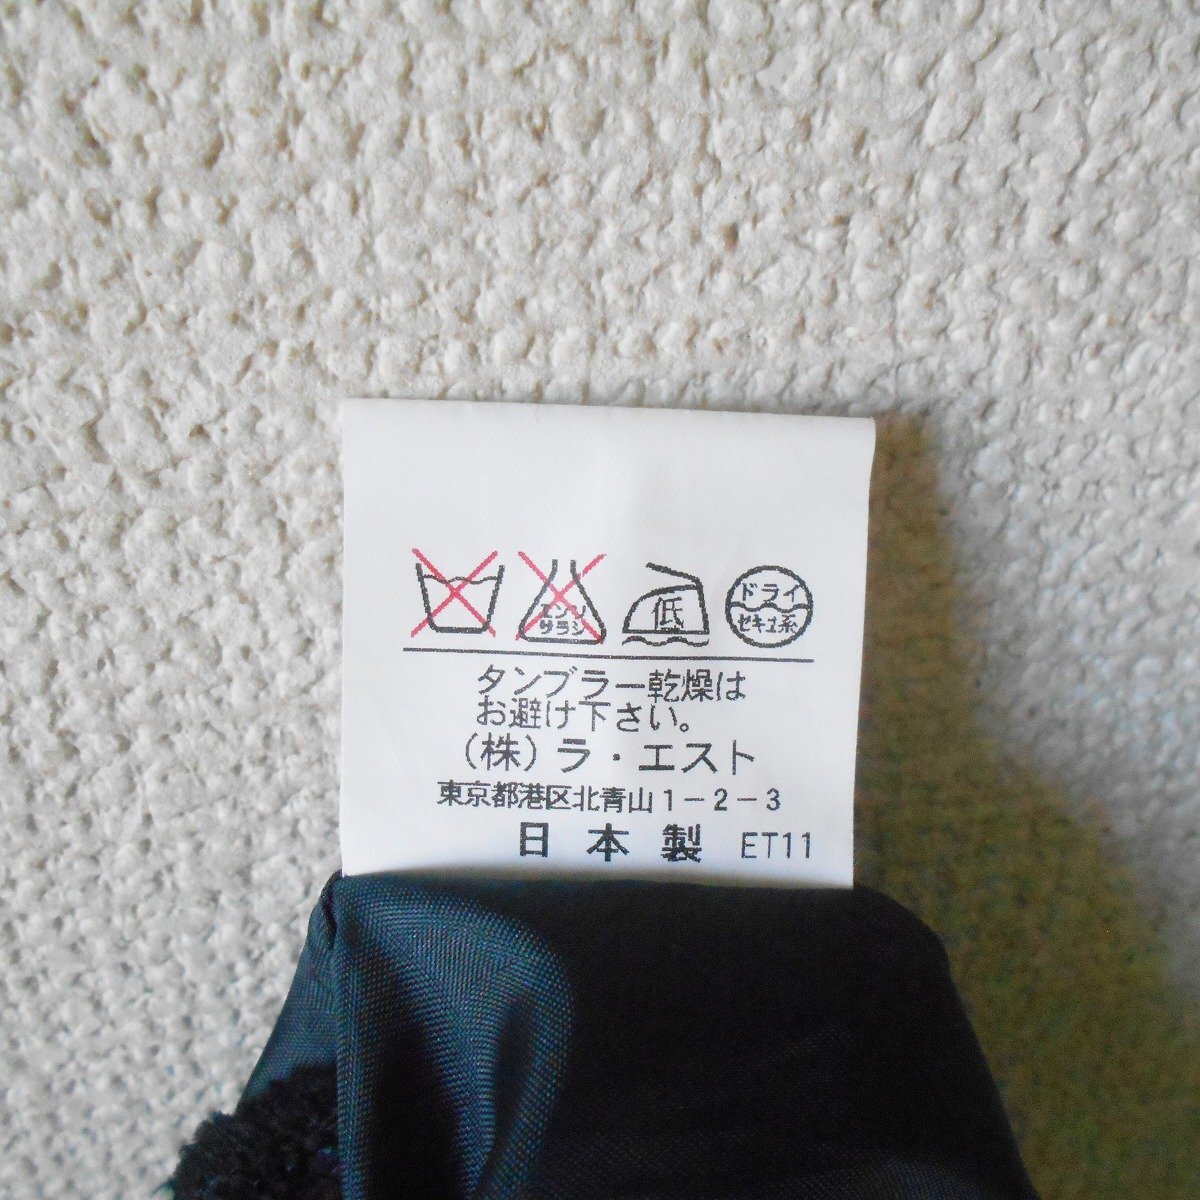 エンソ
サラシ
低
ドライ
セキユ系
タンブラー乾燥は
お避け下さい。
(株)ラ・エスト
東京都港区北青山1-2-3
日本製 ET11